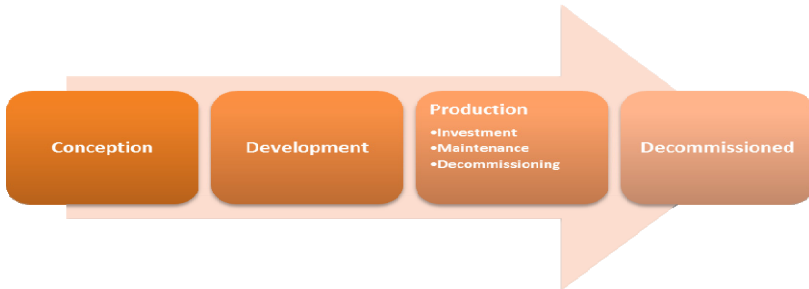 Conception
Development
Production
•Investment
•Maintenance
•Decommissioning
Decommissioned